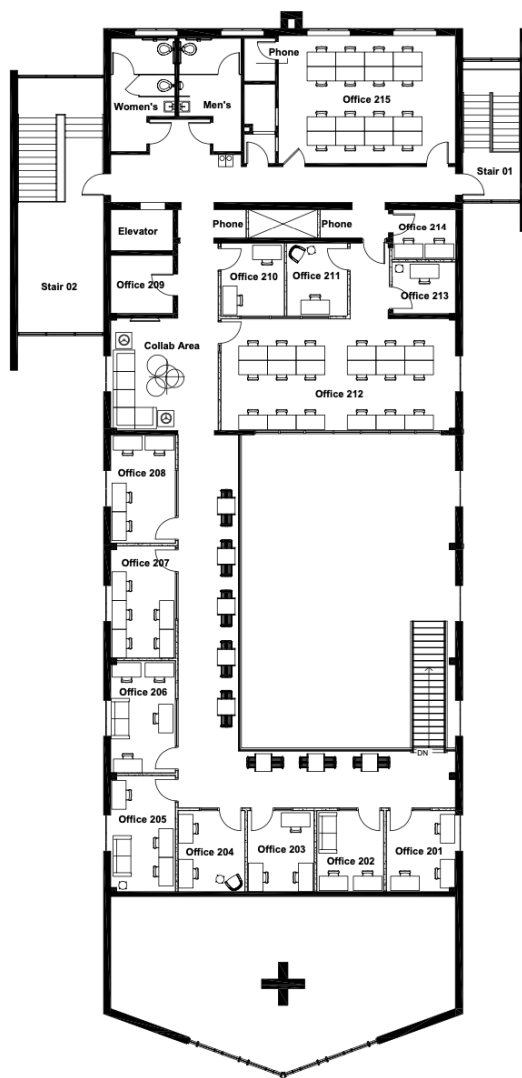 Phone
Women's
Men's
Office 215
Stair 01
Phone
Phone
Office 214
Elevator
Office 209
Office 210
Office 211
Office 213
Stair 02
Collab Area
Office 212
Office 208
Office 207
Office 206
DN
Office 205
Office 204
Office 203
Office 202
Office 201